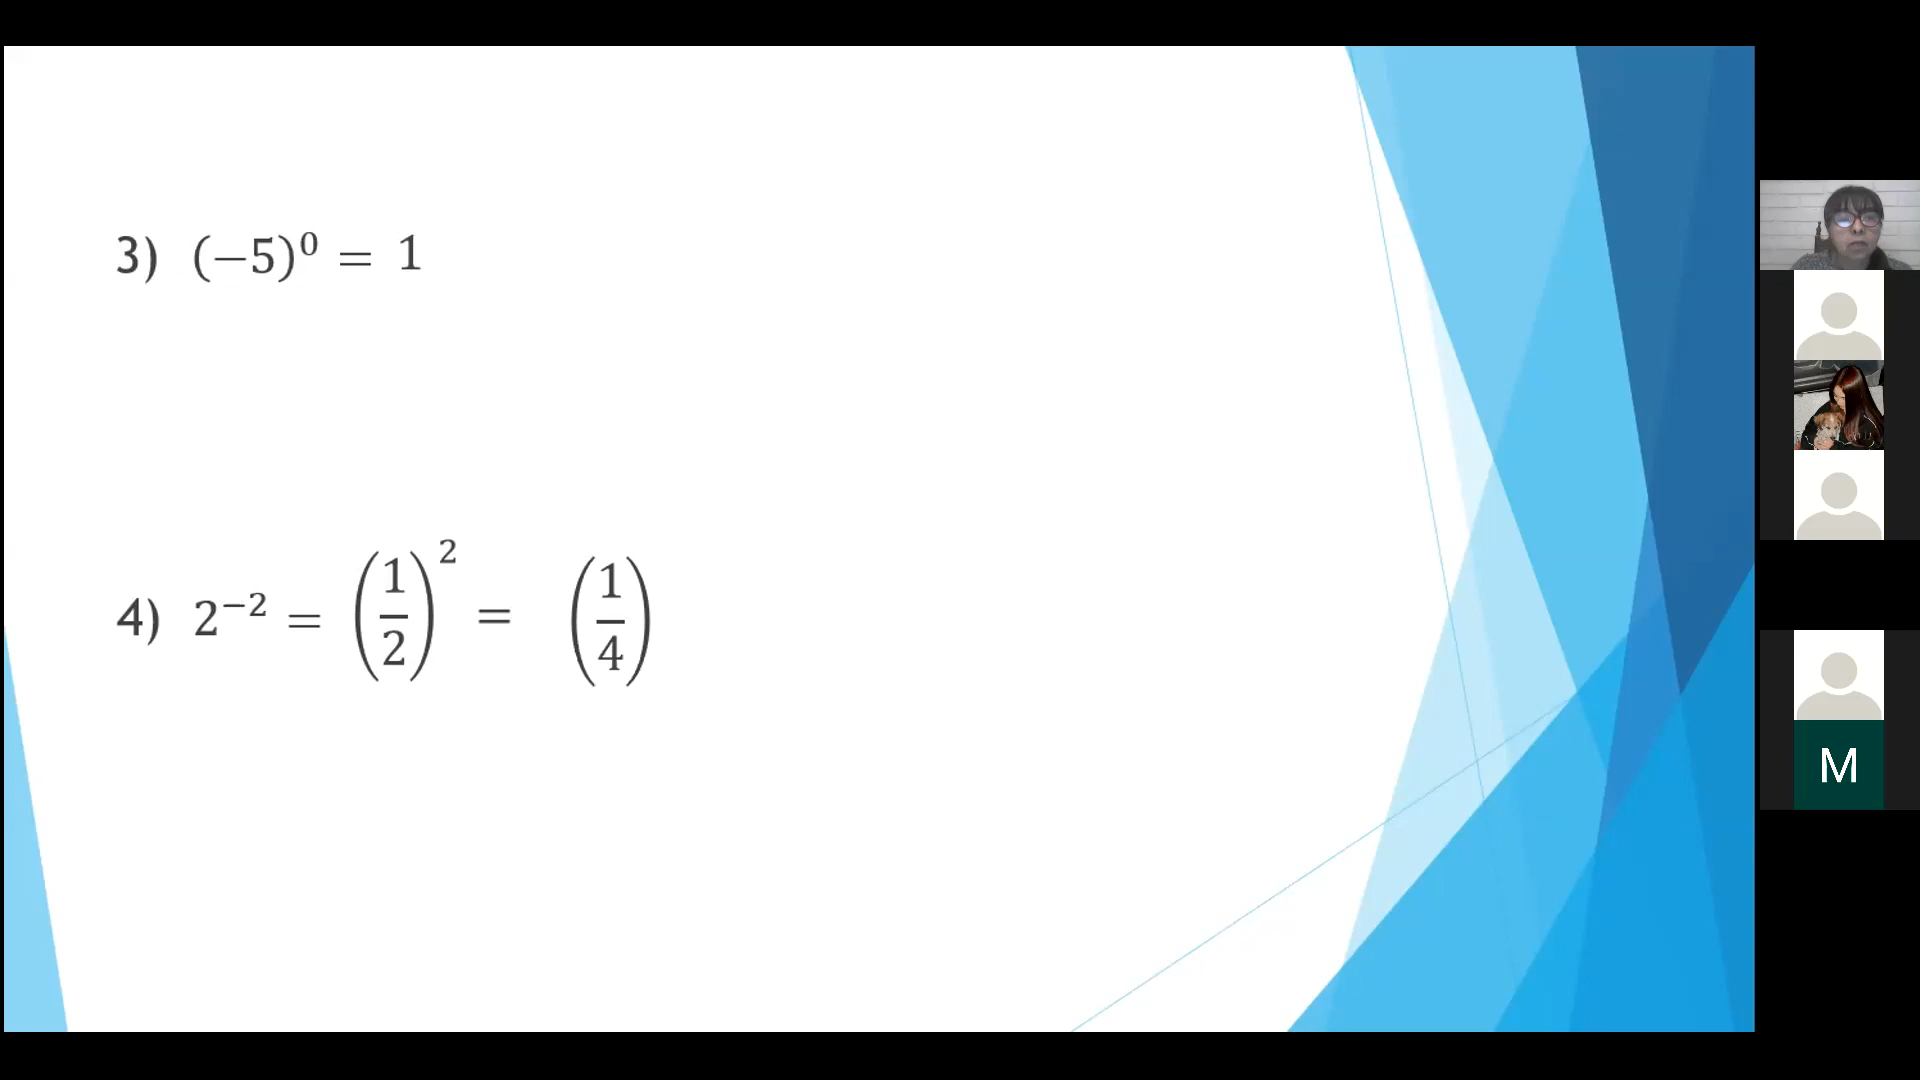 3) (−5)⁰ = 1
4) 2⁻² = (1/2)² = (1/4)
M